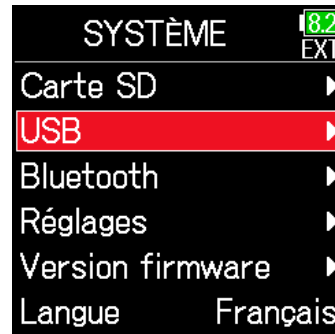 SYSTÈME 8.2
EXT
Carte SD
USB
Bluetooth
Réglages
Version firmware
Langue Français